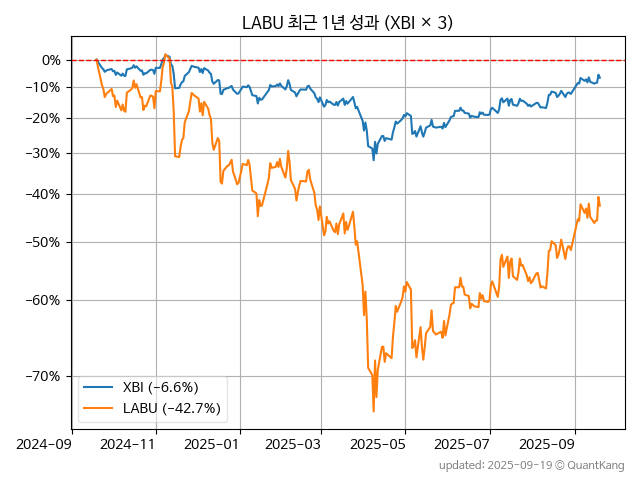 LABU 최근 1년 성과 (XBI × 3)
0%
−10%
−20%
−30%
−40%
−50%
−60%
−70%
XBI (−6.6%)
LABU (−42.7%)
2024-09 2024-11 2025-01 2025-03 2025-05 2025-07 2025-09
updated: 2025-09-19 © QuantKang